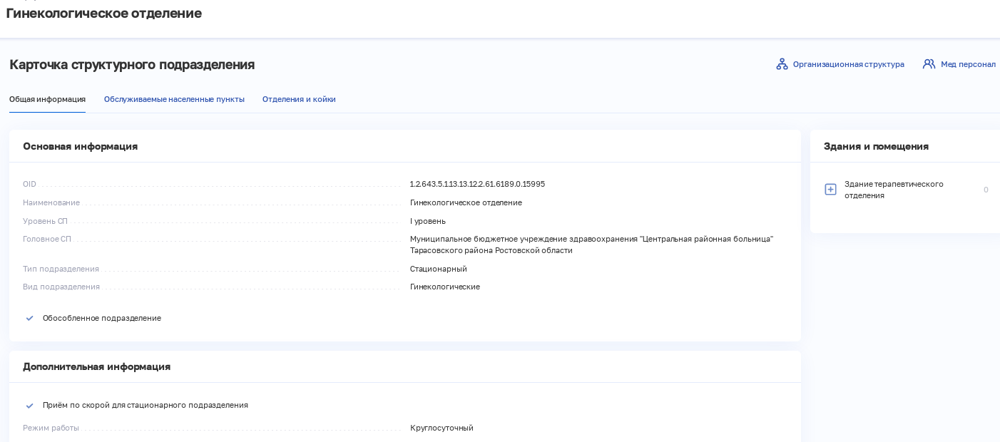 Гинекологическое отделение
Карточка структурного подразделения
Организационная структура
Мед персонал
Общая информация
Обслуживаемые населенные пункты
Отделения и койки
Основная информация
OID
1.2.643.5.1.13.13.12.2.61.6189.0.15995
Наименование
Гинекологическое отделение
Уровень СП
I уровень
Головное СП
Муниципальное бюджетное учреждение здравоохранения "Центральная районная больница"
Тарасовского района Ростовской области
Тип подразделения
Стационарный
Вид подразделения
Гинекологические
Обособленное подразделение
Здания и помещения
Здание терапевтического
отделения
0
Дополнительная информация
Приём по скорой для стационарного подразделения
Режим работы
Круглосуточный